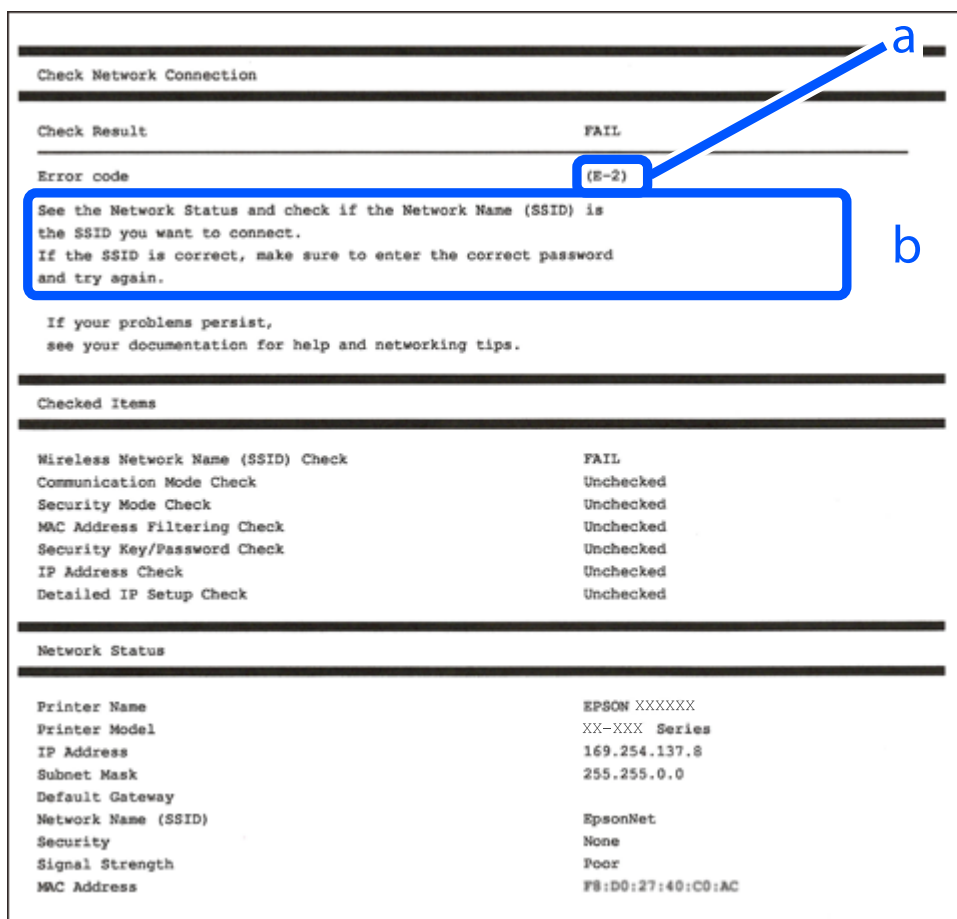 a
Check Network Connection
Check Result FAIL
Error code (E-2)
See the Network Status and check if the Network Name (SSID) is
the SSID you want to connect.
If the SSID is correct, make sure to enter the correct password
and try again.
b
If your problems persist,
see your documentation for help and networking tips.
Checked Items
Wireless Network Name (SSID) Check FAIL
Communication Mode Check Unchecked
Security Mode Check Unchecked
MAC Address Filtering Check Unchecked
Security Key/Password Check Unchecked
IP Address Check Unchecked
Detailed IP Setup Check Unchecked
Network Status
Printer Name EPSON XXXXXX
Printer Model XX-XXX Series
IP Address 169.254.137.8
Subnet Mask 255.255.0.0
Default Gateway
Network Name (SSID) EpsonNet
Security None
Signal Strength Poor
MAC Address F8:D0:27:40:C0:AC